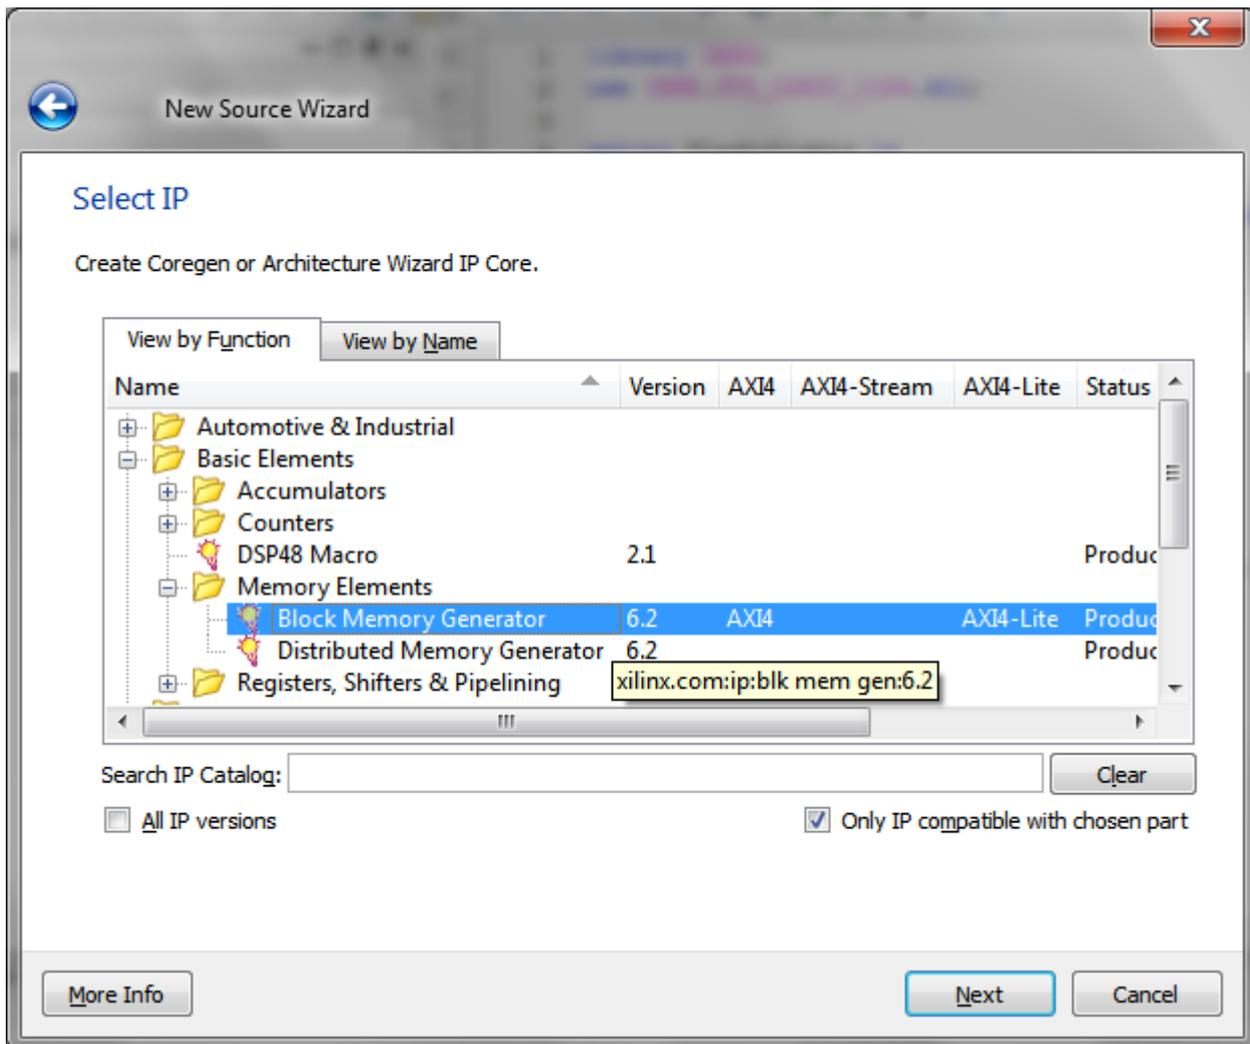 New Source Wizard
Select IP
Create Coregen or Architecture Wizard IP Core.
View by Function View by Name
Name Version AXI4 AXI4-Stream AXI4-Lite Status
Automotive & Industrial
Basic Elements
Accumulators
Counters
DSP48 Macro 2.1 Produc
Memory Elements
Block Memory Generator 6.2 AXI4 AXI4-Lite Produc
Distributed Memory Generator 6.2 Produc
Registers, Shifters & Pipelining
xilinx.com:ip:blk mem gen:6.2
Search IP Catalog: Clear
All IP versions Only IP compatible with chosen part
More Info Next Cancel